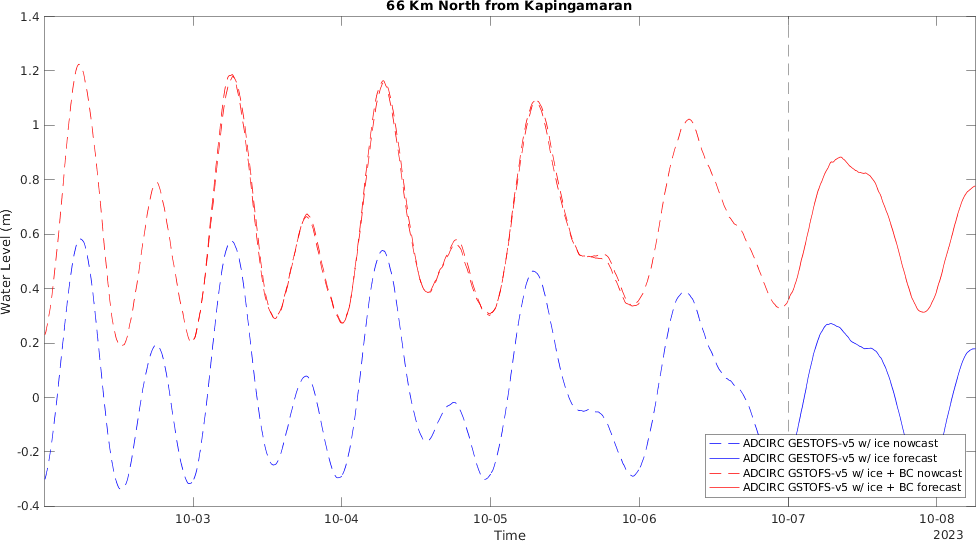 66 Km North from Kapingamaran
1.4
1.2
1
0.8
0.6
0.4
0.2
0
-0.2
-0.4
Water Level (m)
ADCIRC GESTOFS-v5 w/ ice nowcast
ADCIRC GESTOFS-v5 w/ ice forecast
ADCIRC GSTOFS-v5 w/ ice + BC nowcast
ADCIRC GSTOFS-v5 w/ ice + BC forecast
10-03 10-04 10-05 10-06 10-07 10-08
Time
2023